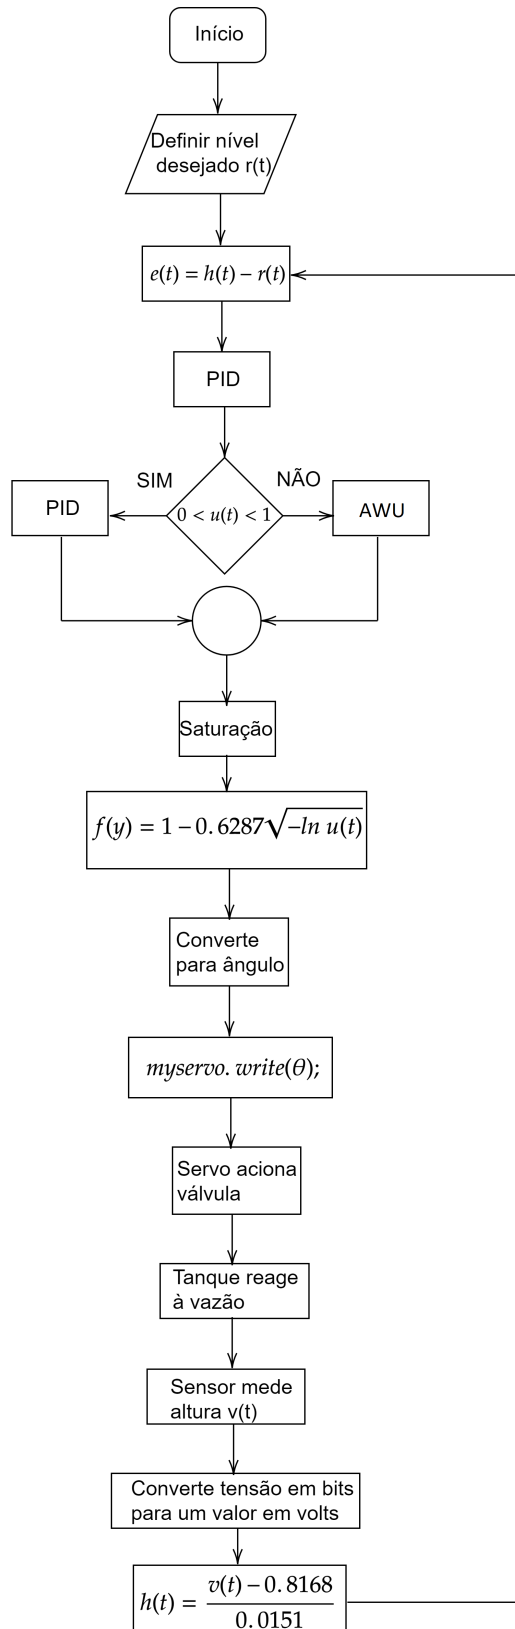 Início
Definir nível
desejado r(t)
e(t) = h(t) − r(t)
PID
SIM
NÃO
PID
0 < u(t) < 1
AWU
Saturação
f(y) = 1 − 0.6287√−ln u(t)
Converte
para ângulo
myservo. write(θ);
Servo aciona
válvula
Tanque reage
à vazão
Sensor mede
altura v(t)
Converte tensão em bits
para um valor em volts
h(t) = v(t) − 0.8168 / 0.0151